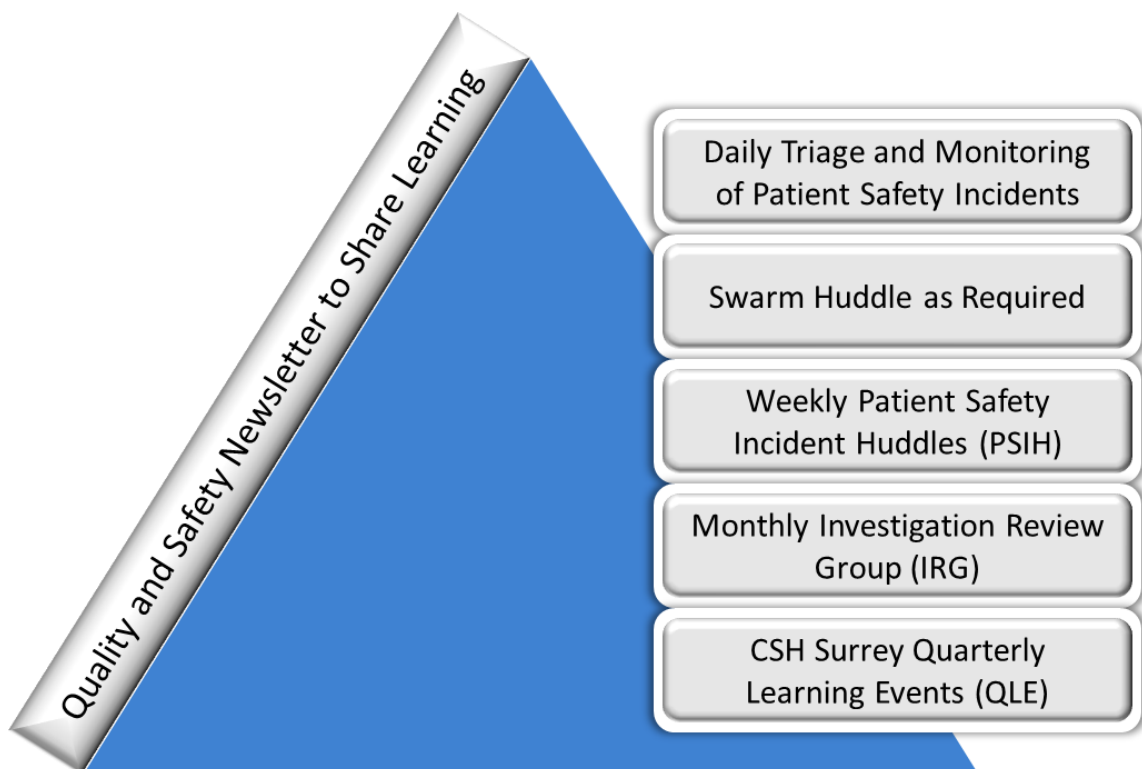 Quality and Safety Newsletter to Share Learning
Daily Triage and Monitoring
of Patient Safety Incidents
Swarm Huddle as Required
Weekly Patient Safety
Incident Huddles (PSIH)
Monthly Investigation Review
Group (IRG)
CSH Surrey Quarterly
Learning Events (QLE)